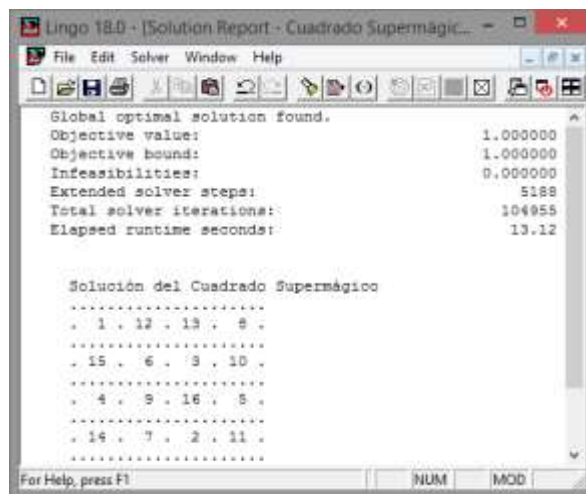 Lingo 18.0 - [Solution Report - Cuadrado Supermágic...
File Edit Solver Window Help
Global optimal solution found.
Objective value: 1.000000
Objective bound: 1.000000
Infeasibilities: 0.000000
Extended solver steps: 5188
Total solver iterations: 104955
Elapsed runtime seconds: 13.12
Solución del Cuadrado Supermágico
.....................
. 1 . 12 . 13 . 8 .
.....................
. 15 . 6 . 3 . 10 .
.....................
. 4 . 9 . 16 . 5 .
.....................
. 14 . 7 . 2 . 11 .
.....................
For Help, press F1 NUM MOD